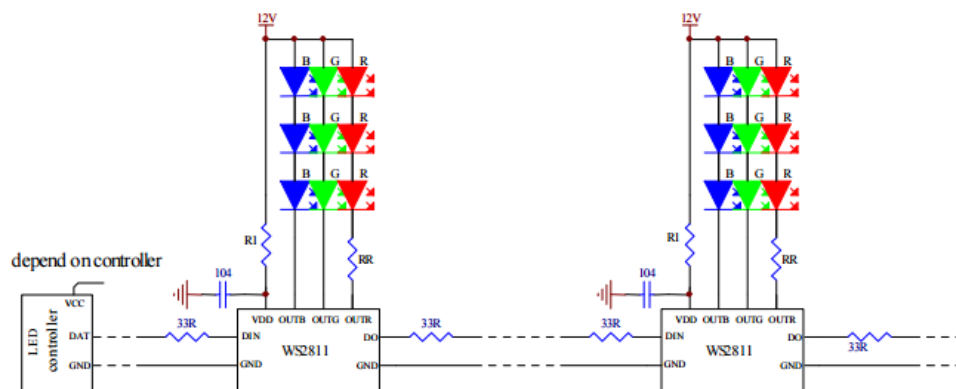 12V
12V
B G R
B G R
B G R
B G R
B G R
B G R
R1
RR
R1
RR
depend on controller
104
104
VCC
LED controller
DAT
GND
33R
VDD OUTB OUTG OUTR
DIN
DO
WS2811
GND
GND
33R
33R
VDD OUTB OUTG OUTR
DIN
DO
WS2811
GND
GND
33R